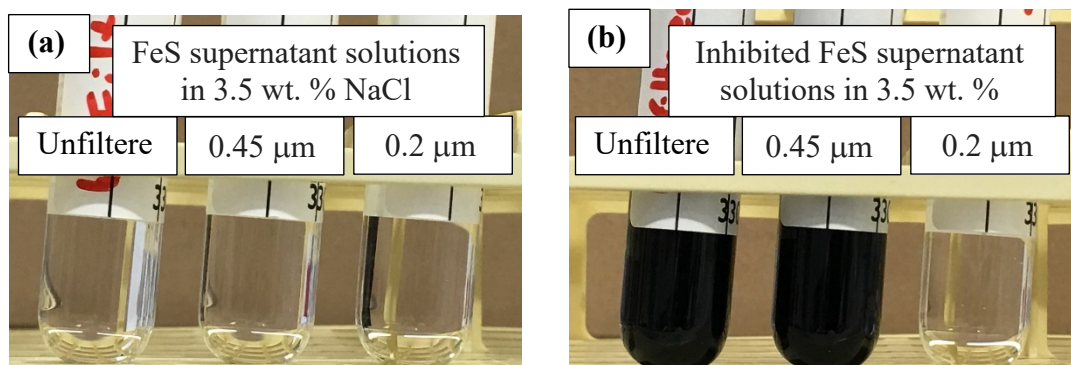 (a)
FeS supernatant solutions
in 3.5 wt. % NaCl
Unfiltere
0.45 μm
0.2 μm
(b)
Inhibited FeS supernatant
solutions in 3.5 wt. %
Unfiltere
0.45 μm
0.2 μm